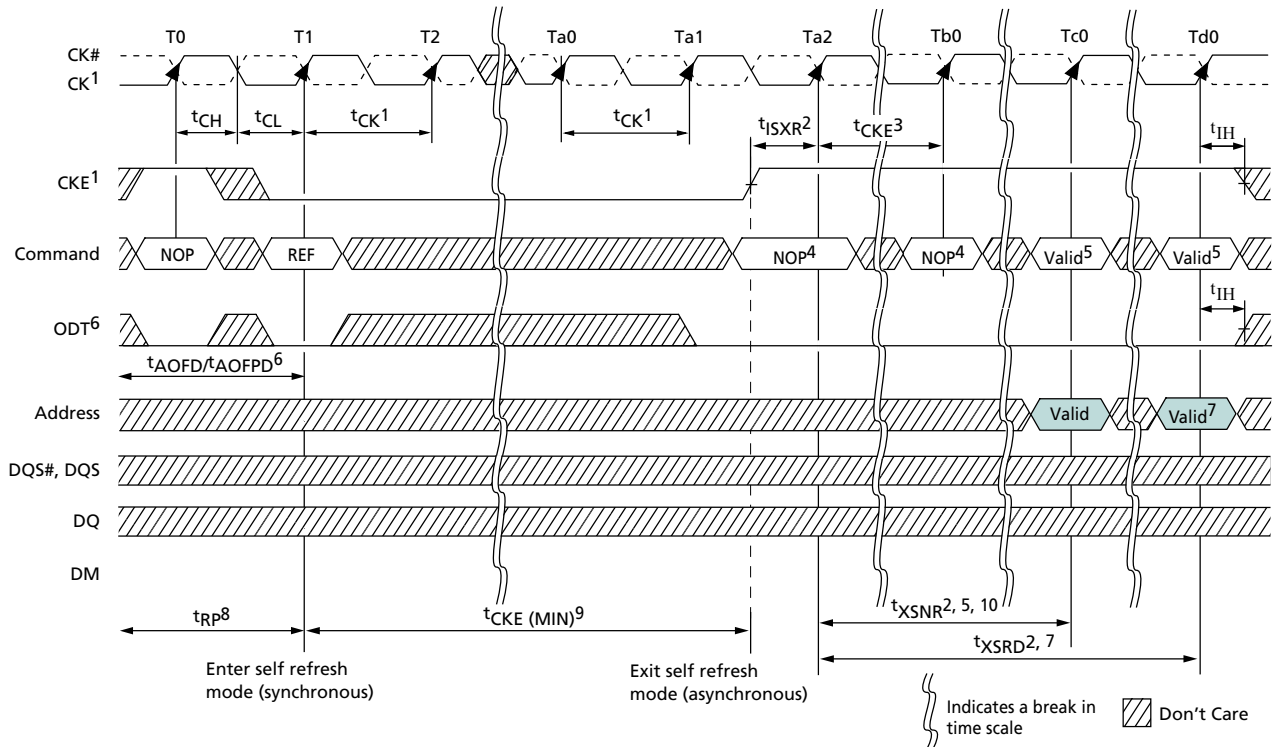 T0 T1 T2 Ta0 Ta1 Ta2 Tb0 Tc0 Td0
CK#
CK1
tCH tCL tCK1 tCK1 tISXR2 tCKE3 tIH
CKE1
Command NOP REF NOP4 NOP4 Valid5 Valid5
tIH
ODT6
tAOFD/tAOFPD6
Address Valid Valid7
DQS#, DQS
DQ
DM
tRP8 tCKE (MIN)9 tXSNR2, 5, 10
tXSRD2, 7
Enter self refresh
mode (synchronous)
Exit self refresh
mode (asynchronous)
Indicates a break in
time scale
Don't Care